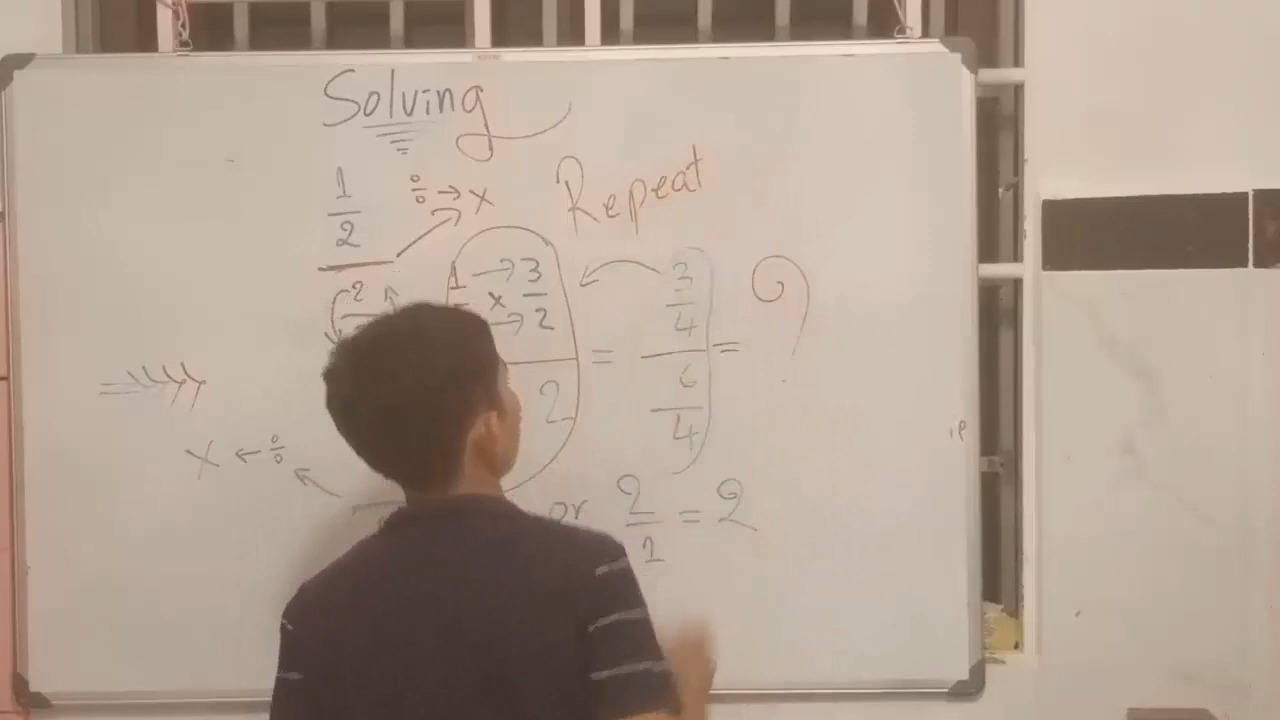 Solving
1/2 ÷ → x Repeat
2
1 → 3
x
→ 2
2
= 3/4 / 6/4 = ?
x ← ÷
or 2/1 = 2